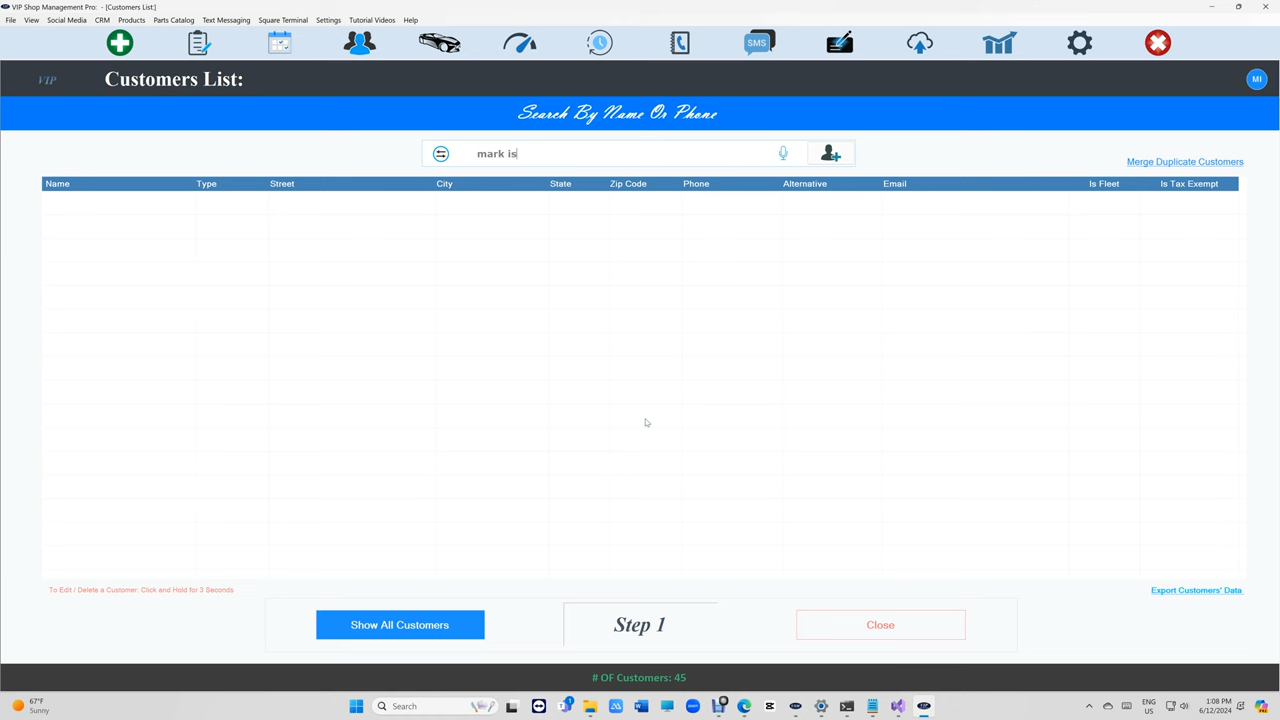 VIP Shop Management Pro: - [Customers List:]
File View Social Media CRM Products Parts Catalog Text Messaging Square Terminal Settings Tutorial Videos Help
SMS
VIP Customers List: MI
Search By Name Or Phone
mark is
Merge Duplicate Customers
Name Type Street City State Zip Code Phone Alternative Email Is Fleet Is Tax Exempt
To Edit / Delete a Customer: Click and Hold for 3 Seconds
Export Customers' Data
Show All Customers Step 1 Close
# OF Customers: 45
67°F
Sunny
Search
ENG
US
1:08 PM
6/12/2024